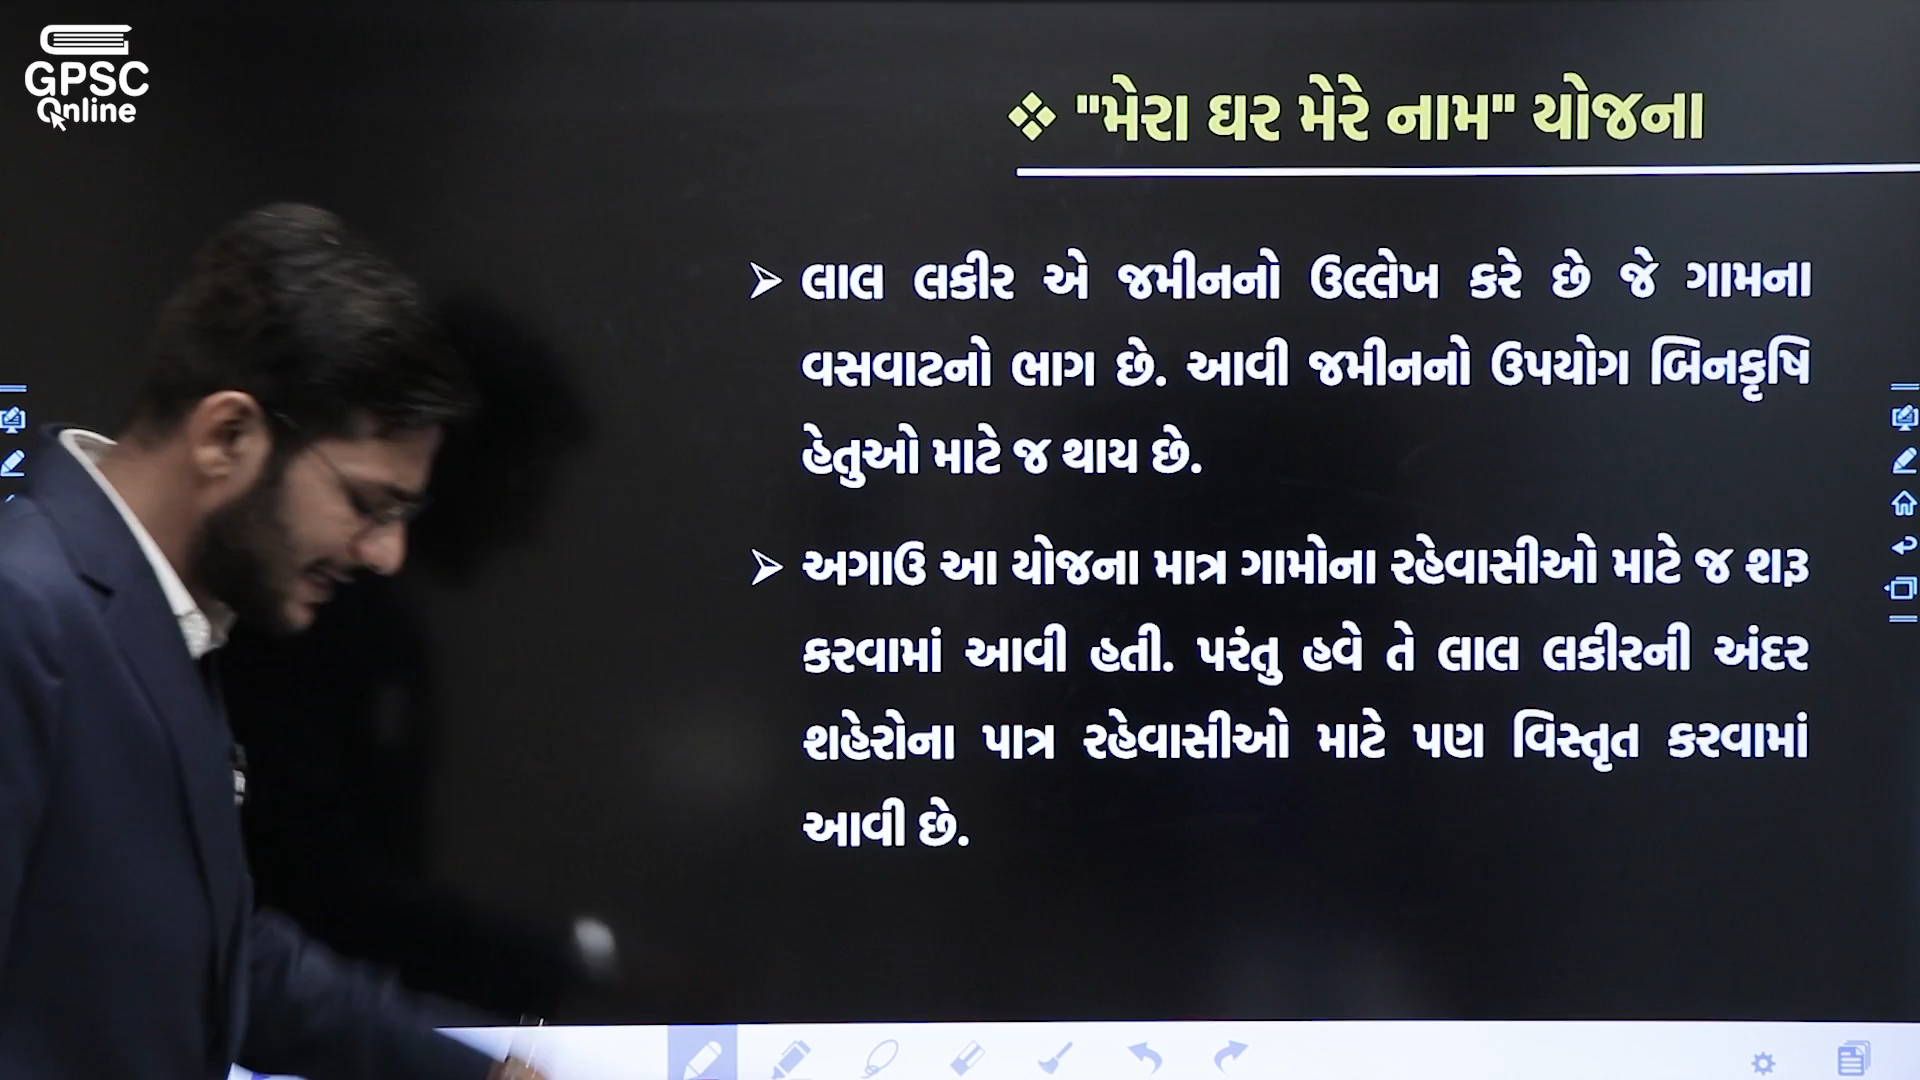 GPSC
Online
❖ "મેરા ઘર મેરે નામ" યોજના
➢ લાલ લકીર એ જમીનનો ઉલ્લેખ કરે છે જે ગામના
વસવાટનો ભાગ છે. આવી જમીનનો ઉપયોગ બિનકૃષિ
હેતુઓ માટે જ થાય છે.
➢ અગાઉ આ યોજના માત્ર ગામોના રહેવાસીઓ માટે જ શરૂ
કરવામાં આવી હતી. પરંતુ હવે તે લાલ લકીરની અંદર
શહેરોના પાત્ર રહેવાસીઓ માટે પણ વિસ્તૃત કરવામાં
આવી છે.